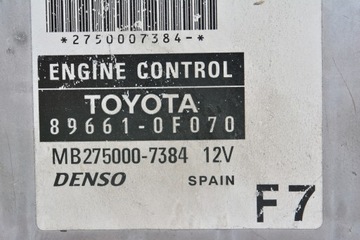 *2750007384-*
ENGINE CONTROL
TOYOTA
89661-0F070
MB275000-7384 12V
DENSO SPAIN F7